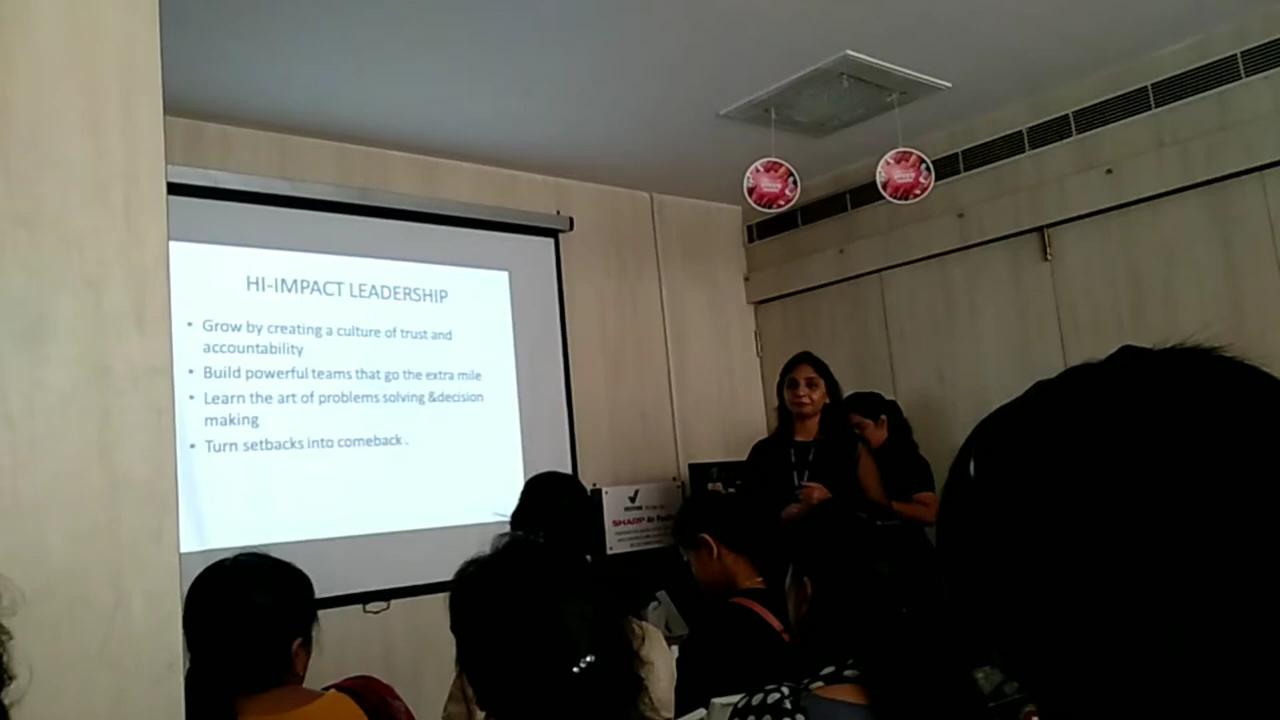 HI-IMPACT LEADERSHIP
• Grow by creating a culture of trust and
accountability
• Build powerful teams that go the extra mile
• Learn the art of problems solving &decision
making
• Turn setbacks into comeback .
SHARP Air